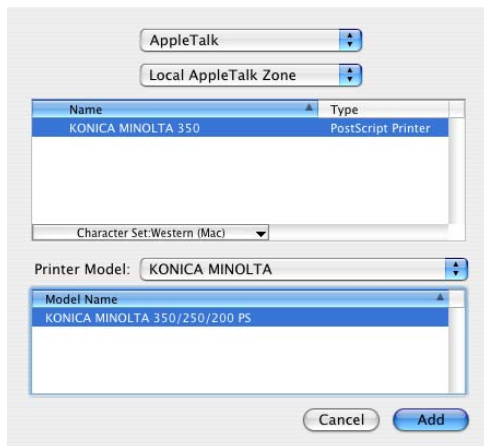 AppleTalk
Local AppleTalk Zone
Name Type
KONICA MINOLTA 350 PostScript Printer
Character Set:Western (Mac)
Printer Model: KONICA MINOLTA
Model Name
KONICA MINOLTA 350/250/200 PS
Cancel Add